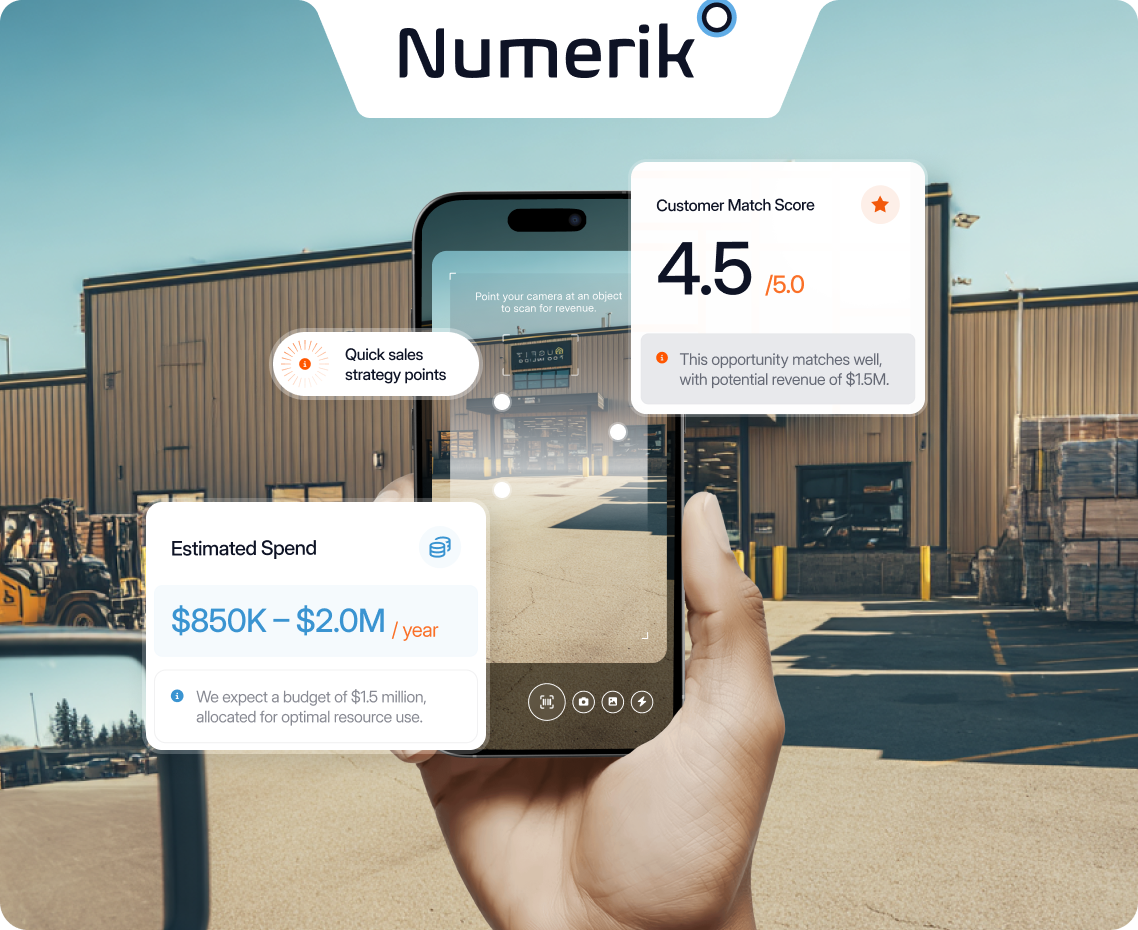 Numerik
Customer Match Score
4.5 /5.0
This opportunity matches well,
with potential revenue of $1.5M.
Point your camera at an object
to scan for revenue.
Quick sales
strategy points
Estimated Spend
$850K – $2.0M / year
We expect a budget of $1.5 million,
allocated for optimal resource use.